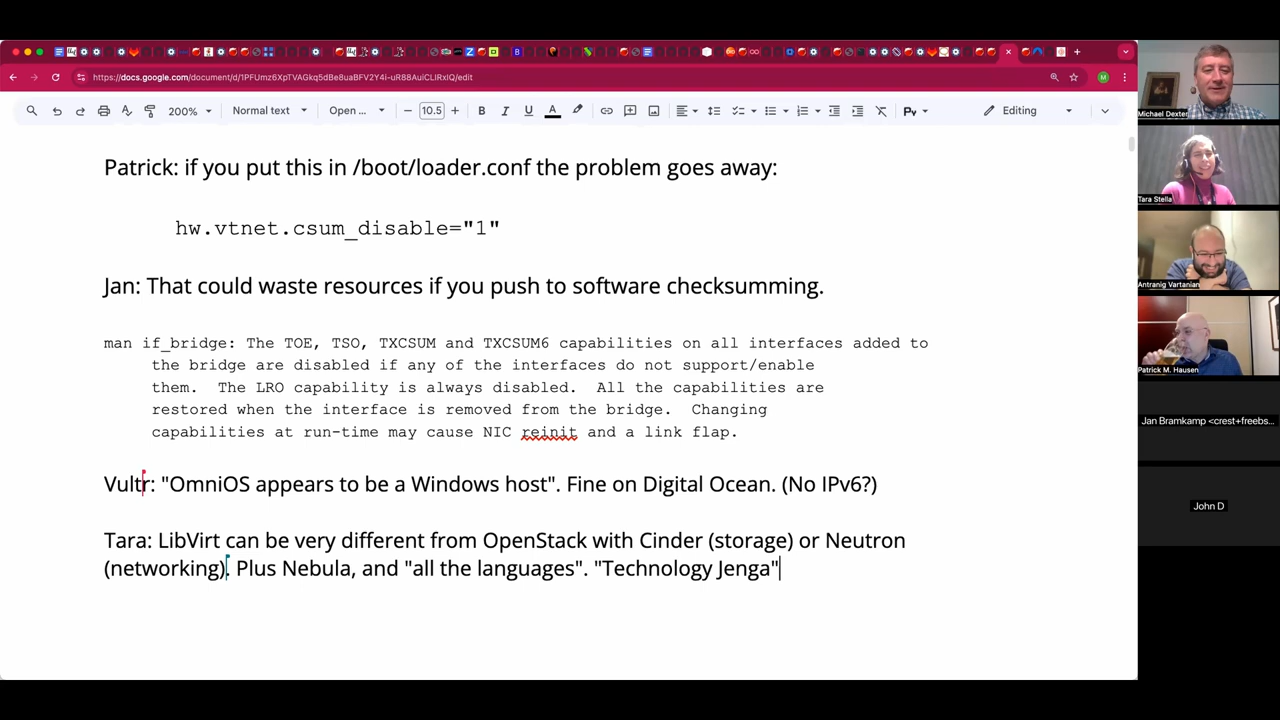 https://docs.google.com/document/d/1PFUmz6XpTVAGkq5dBe8uaBFV2Y4i-uR88AuiCLlRxIQ/edit
M
200%
Normal text
Open ...
10.5
B I U A
Editing
Patrick: if you put this in /boot/loader.conf the problem goes away:
hw.vtnet.csum_disable="1"
Jan: That could waste resources if you push to software checksumming.
man if_bridge: The TOE, TSO, TXCSUM and TXCSUM6 capabilities on all interfaces added to
the bridge are disabled if any of the interfaces do not support/enable
them. The LRO capability is always disabled. All the capabilities are
restored when the interface is removed from the bridge. Changing
capabilities at run-time may cause NIC reinit and a link flap.
Vultr: "OmniOS appears to be a Windows host". Fine on Digital Ocean. (No IPv6?)
Tara: LibVirt can be very different from OpenStack with Cinder (storage) or Neutron
(networking). Plus Nebula, and "all the languages". "Technology Jenga"
Michael Dexter
Tara Stella
Antranig Vartanian
Patrick M. Hausen
Jan Bramkamp <crest+freebs...
John D